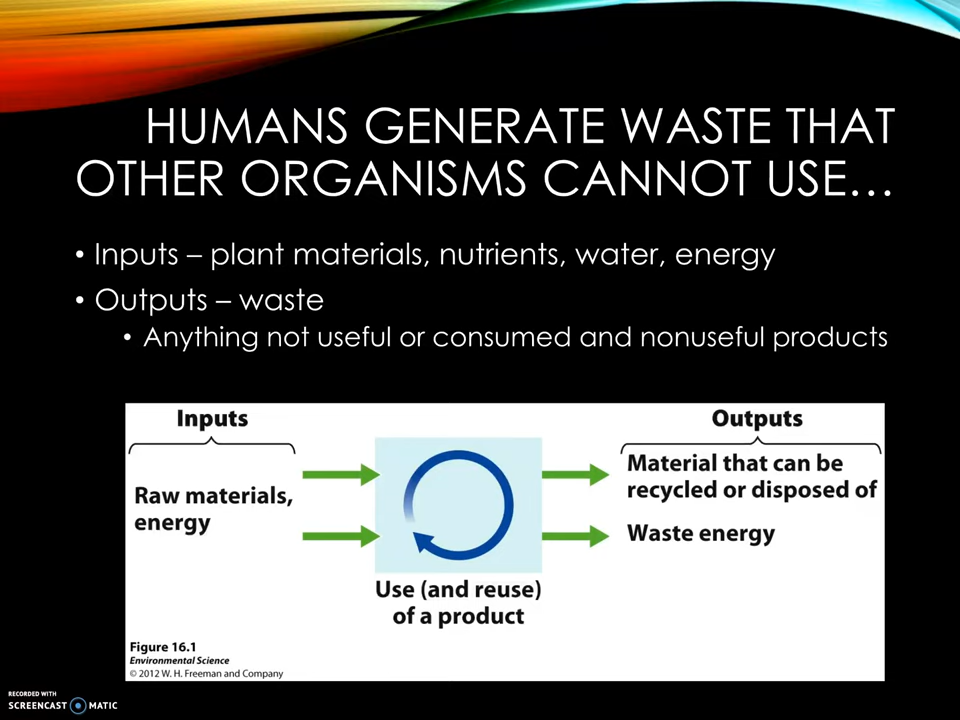 HUMANS GENERATE WASTE THAT
OTHER ORGANISMS CANNOT USE…
• Inputs – plant materials, nutrients, water, energy
• Outputs – waste
• Anything not useful or consumed and nonuseful products
Inputs
Raw materials,
energy
Use (and reuse)
of a product
Outputs
Material that can be
recycled or disposed of
Waste energy
Figure 16.1
Environmental Science
© 2012 W. H. Freeman and Company
RECORDED WITH
SCREENCAST MATIC